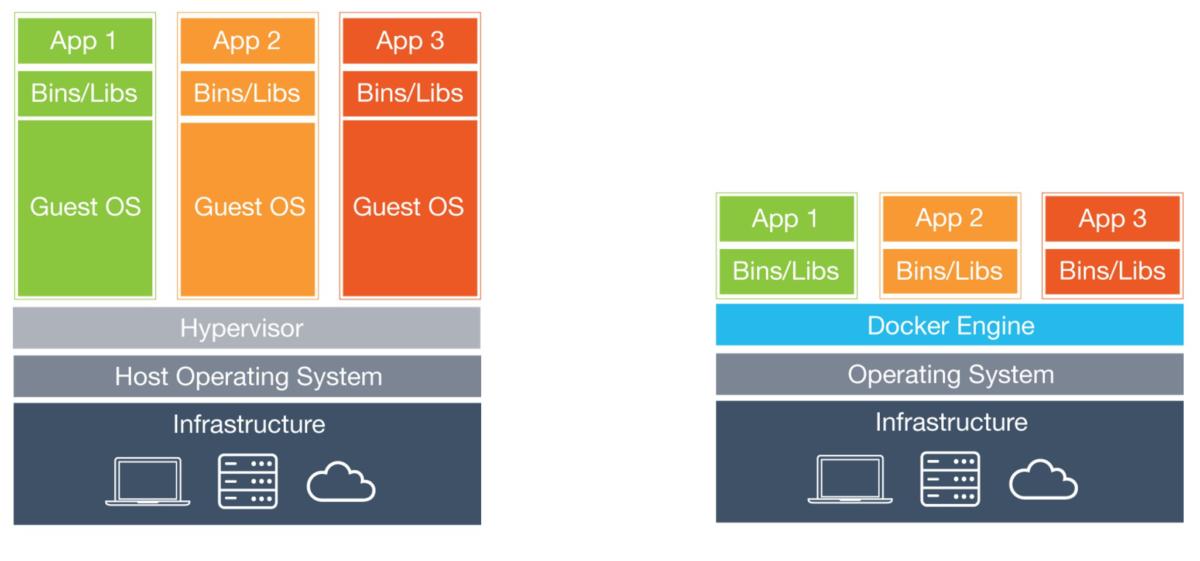 App 1
App 2
App 3
Bins/Libs
Bins/Libs
Bins/Libs
Guest OS
Guest OS
Guest OS
Hypervisor
Host Operating System
Infrastructure
App 1
App 2
App 3
Bins/Libs
Bins/Libs
Bins/Libs
Docker Engine
Operating System
Infrastructure